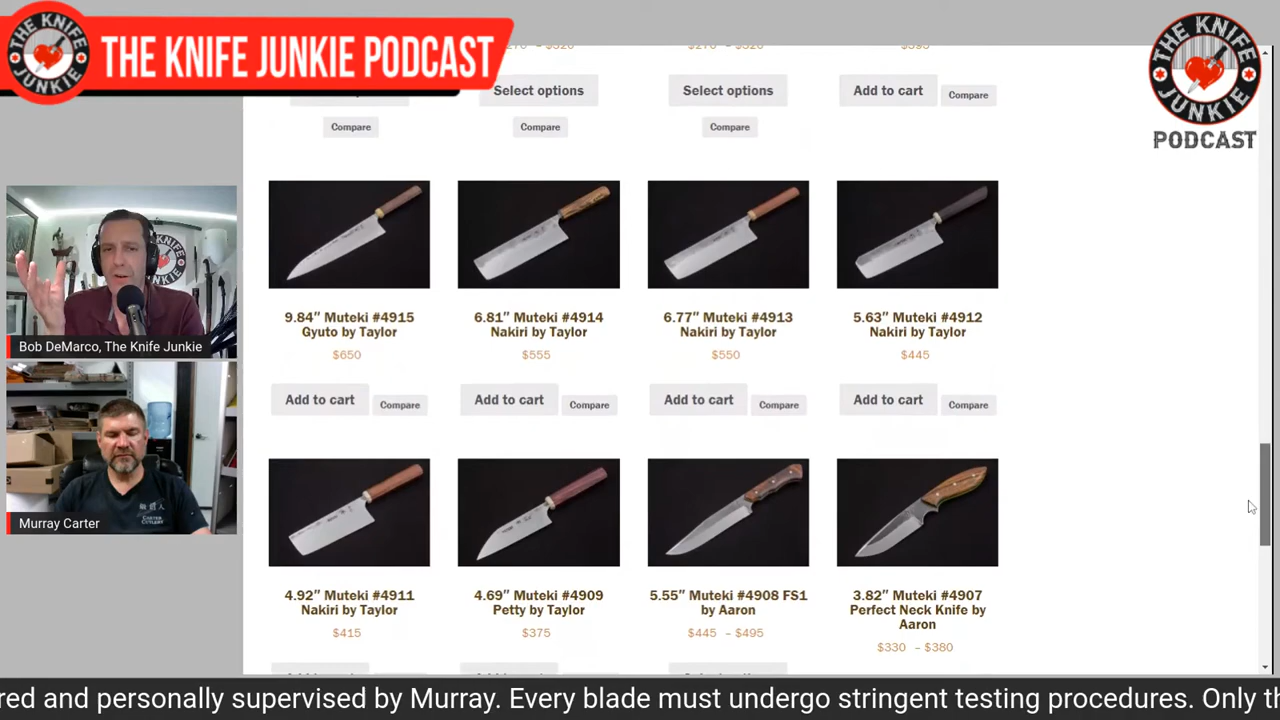 THE KNIFE JUNKIE
THE KNIFE JUNKIE PODCAST
THE KNIFE JUNKIE
PODCAST
Select options
Select options
Add to cart
Compare
Compare
Compare
Compare
9.84″ Muteki #4915
Gyuto by Taylor
$650
6.81″ Muteki #4914
Nakiri by Taylor
$555
6.77″ Muteki #4913
Nakiri by Taylor
$550
5.63″ Muteki #4912
Nakiri by Taylor
$445
Add to cart
Compare
Add to cart
Compare
Add to cart
Compare
Add to cart
Compare
Bob DeMarco, The Knife Junkie
CARTER
CUTLERY
Murray Carter
4.92″ Muteki #4911
Nakiri by Taylor
$415
4.69″ Muteki #4909
Petty by Taylor
$375
5.55″ Muteki #4908 FS1
by Aaron
$445 – $495
3.82″ Muteki #4907
Perfect Neck Knife by
Aaron
$330 – $380
red and personally supervised by Murray. Every blade must undergo stringent testing procedures. Only th